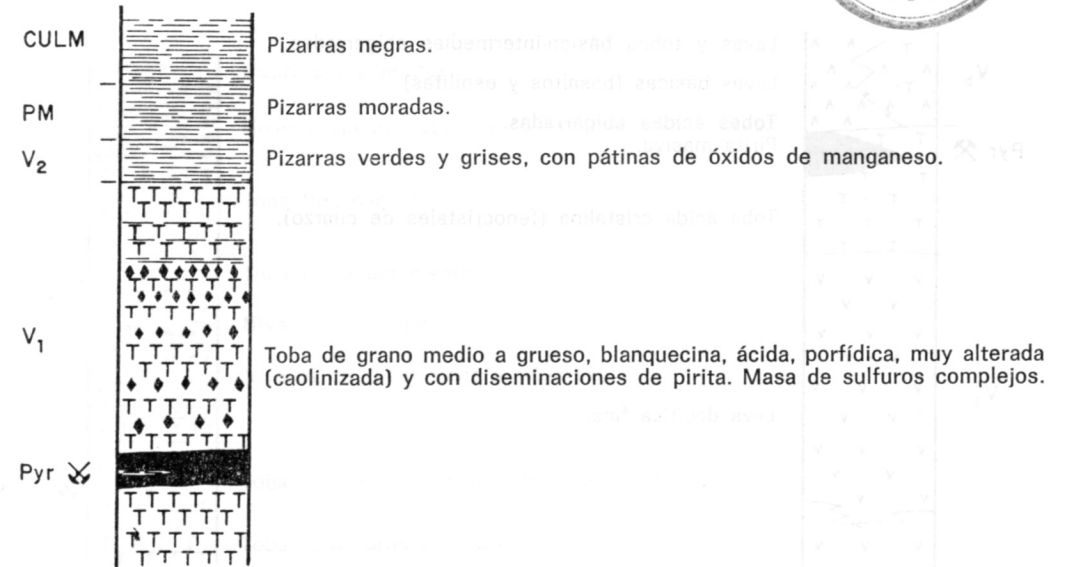 CULM
Pizarras negras.
PM
Pizarras moradas.
V2
Pizarras verdes y grises, con pátinas de óxidos de manganeso.
V1
Toba de grano medio a grueso, blanquecina, ácida, porfídica, muy alterada
(caolinizada) y con diseminaciones de pirita. Masa de sulfuros complejos.
Pyr